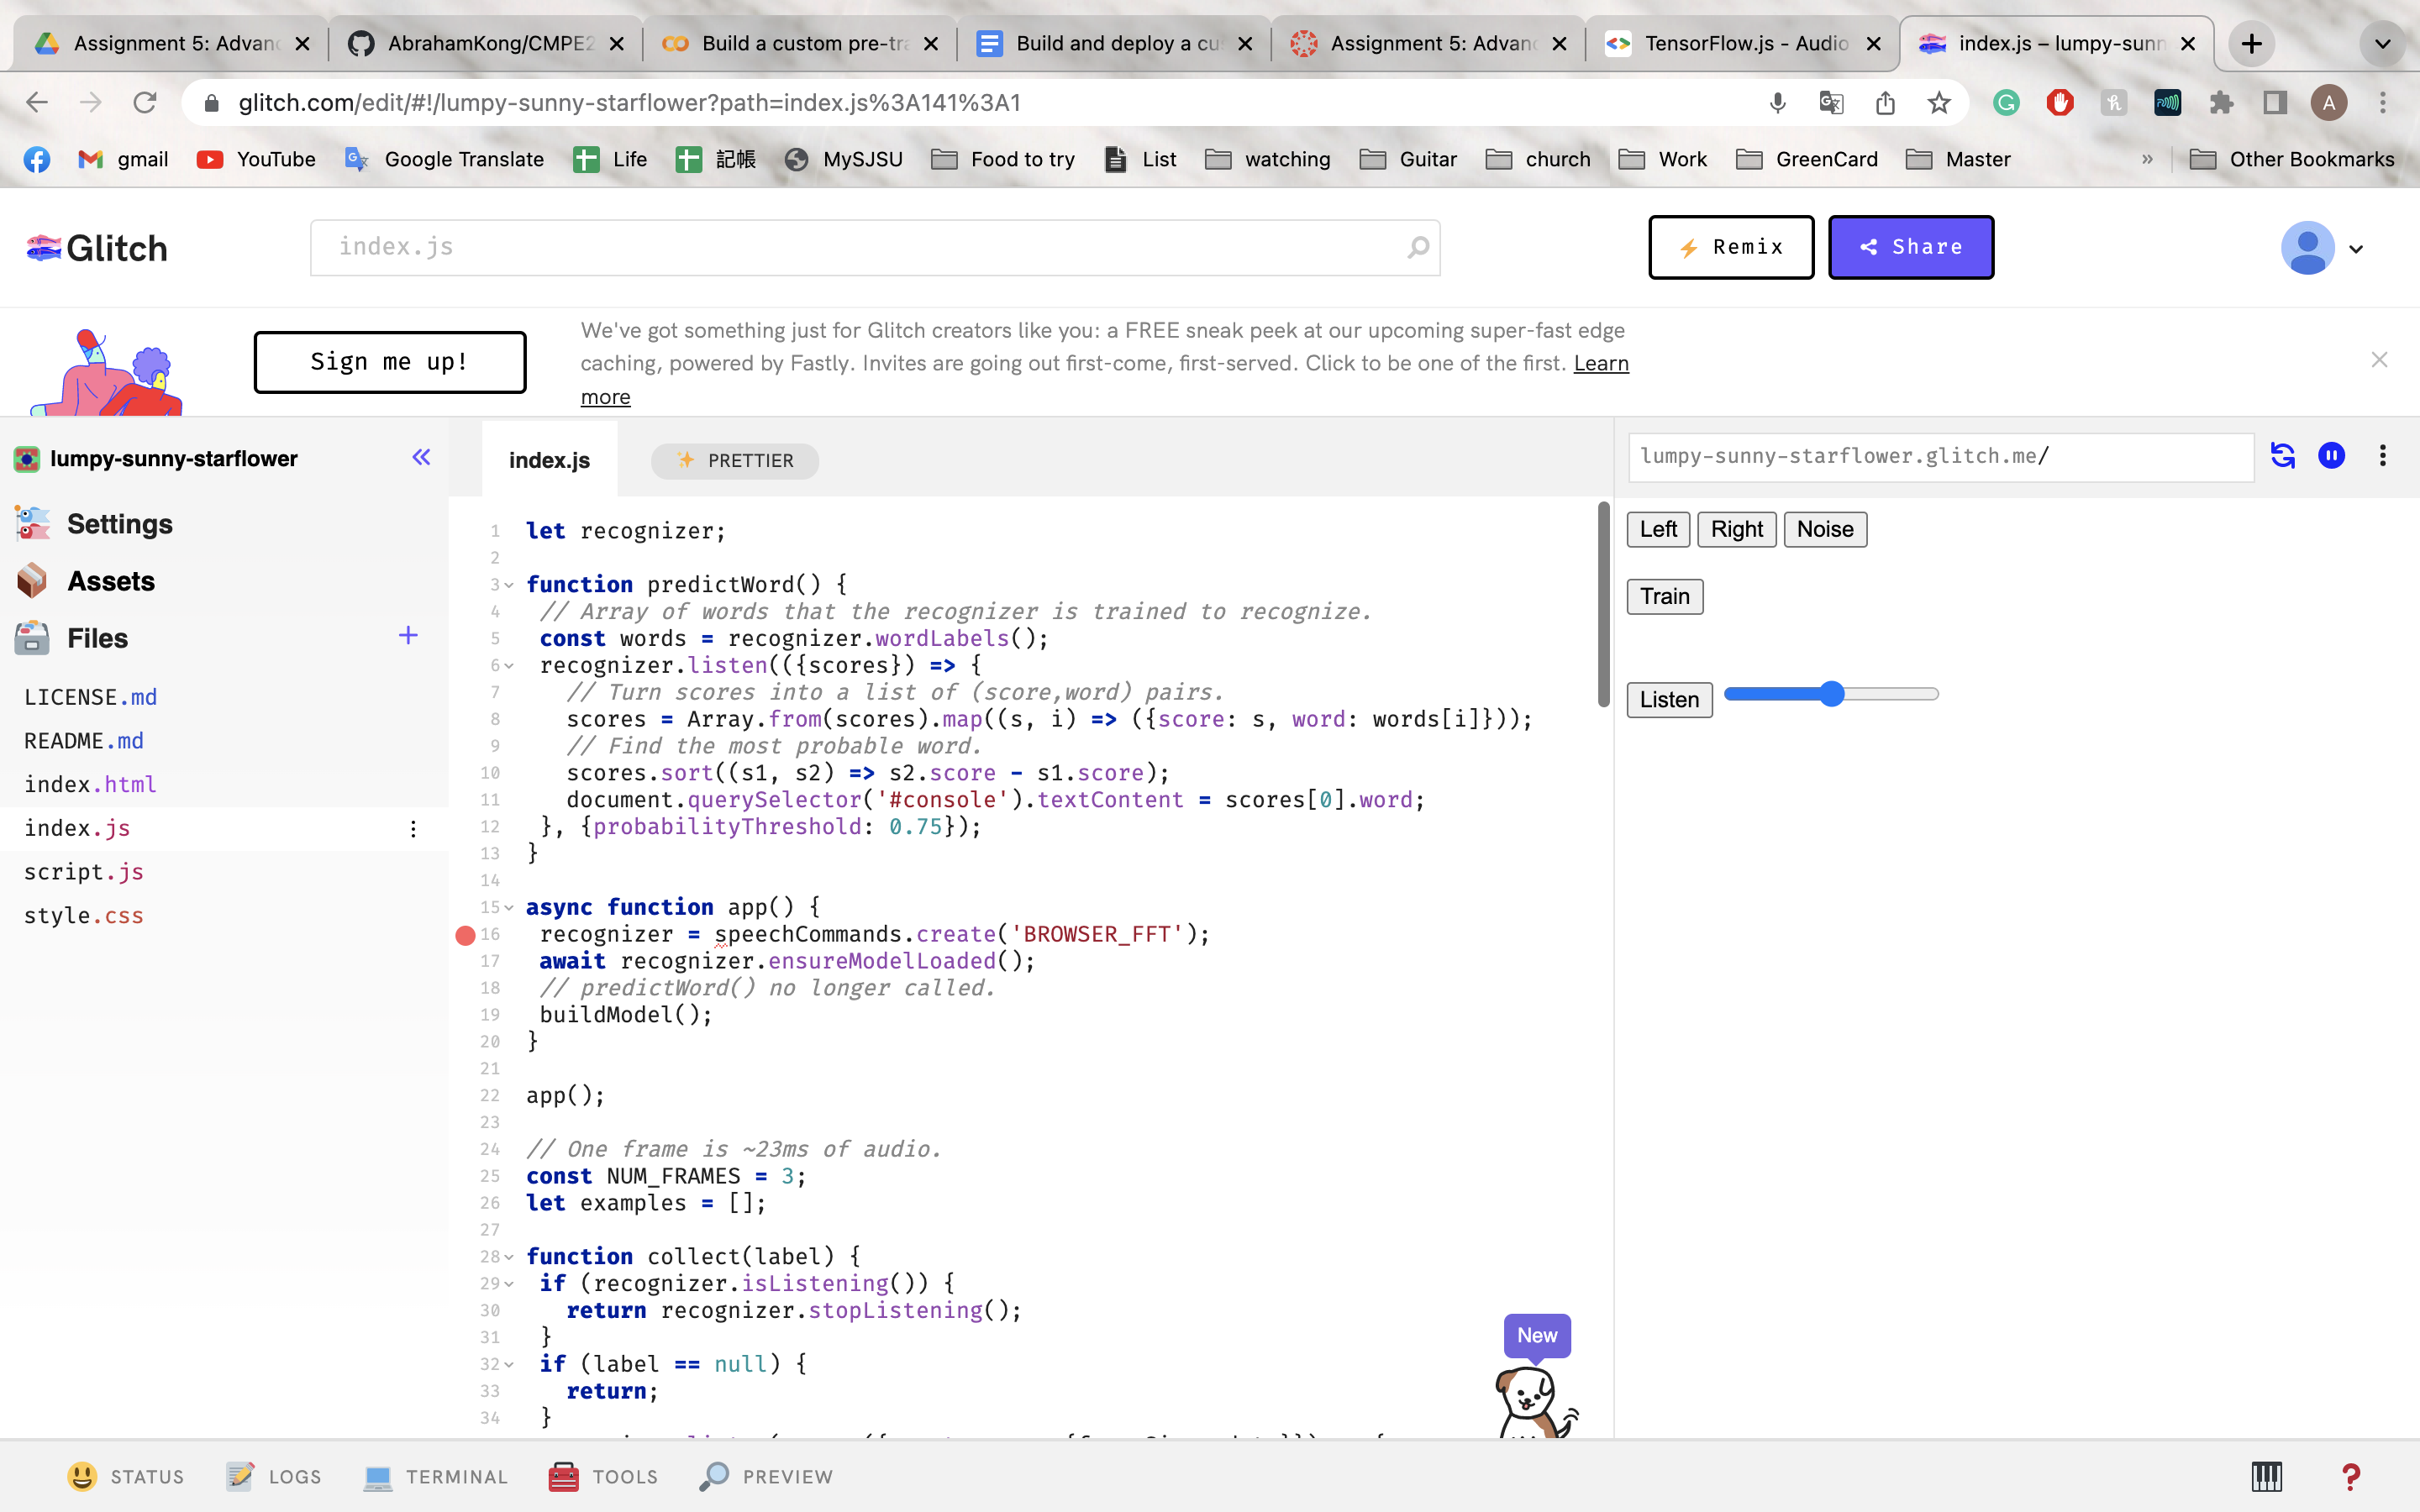 Assignment 5: Advanc
AbrahamKong/CMPE2
Build a custom pre-tra
Build and deploy a cus
Assignment 5: Advanc
TensorFlow.js - Audio
index.js – lumpy-sunn
glitch.com/edit/#!/lumpy-sunny-starflower?path=index.js%3A141%3A1
A
gmail
YouTube
Google Translate
Life
記帳
MySJSU
Food to try
List
watching
Guitar
church
Work
GreenCard
Master
»
Other Bookmarks
Glitch
index.js
Remix
Share
Sign me up!
We've got something just for Glitch creators like you: a FREE sneak peek at our upcoming super-fast edge
caching, powered by Fastly. Invites are going out first-come, first-served. Click to be one of the first. Learn
more
lumpy-sunny-starflower
Settings
Assets
Files
LICENSE.md
README.md
index.html
index.js
script.js
style.css
index.js
PRETTIER
1 let recognizer;
2
3 function predictWord() {
4 // Array of words that the recognizer is trained to recognize.
5 const words = recognizer.wordLabels();
6 recognizer.listen(({scores}) => {
7 // Turn scores into a list of (score,word) pairs.
8 scores = Array.from(scores).map((s, i) => ({score: s, word: words[i]}));
9 // Find the most probable word.
10 scores.sort((s1, s2) => s2.score - s1.score);
11 document.querySelector('#console').textContent = scores[0].word;
12 }, {probabilityThreshold: 0.75});
13 }
14
15 async function app() {
16 recognizer = speechCommands.create('BROWSER_FFT');
17 await recognizer.ensureModelLoaded();
18 // predictWord() no longer called.
19 buildModel();
20 }
21
22 app();
23
24 // One frame is ~23ms of audio.
25 const NUM_FRAMES = 3;
26 let examples = [];
27
28 function collect(label) {
29 if (recognizer.isListening()) {
30 return recognizer.stopListening();
31 }
32 if (label == null) {
33 return;
34 }
New
lumpy-sunny-starflower.glitch.me/
Left
Right
Noise
Train
Listen
STATUS
LOGS
TERMINAL
TOOLS
PREVIEW
?